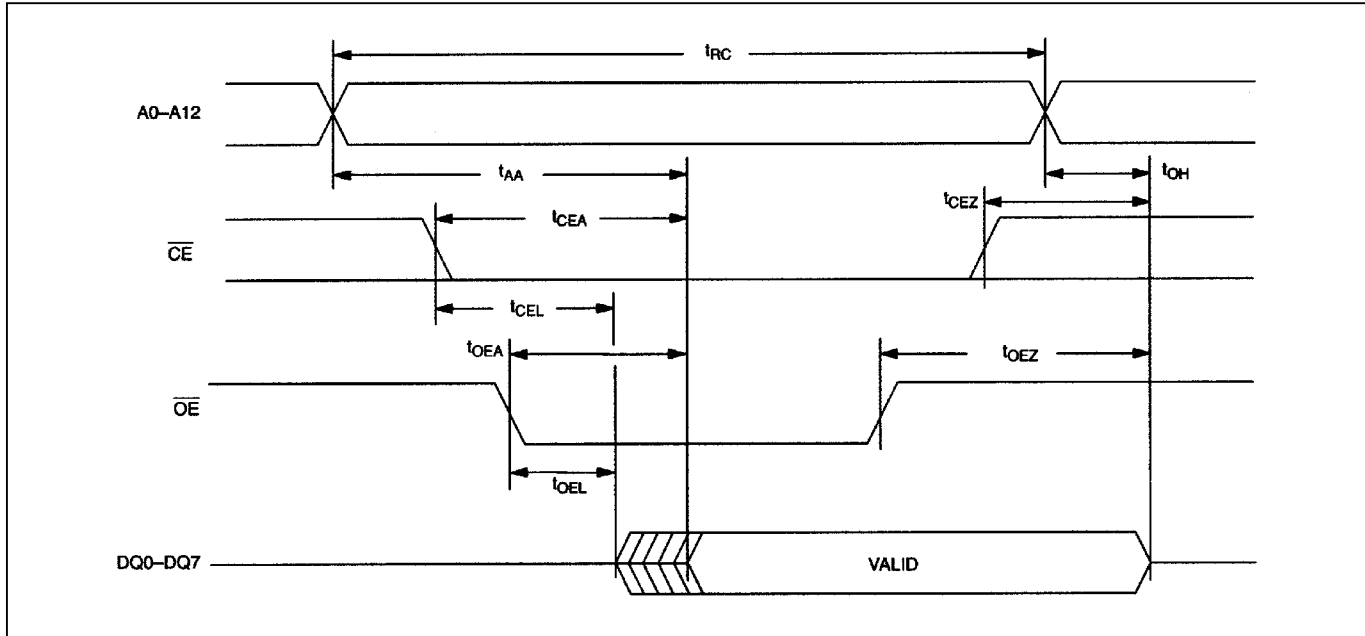 tRC
A0–A12
tAA
tOH
tCEZ
tCEA
CE
tCEL
tOEA
tOEZ
OE
tOEL
DQ0–DQ7
VALID